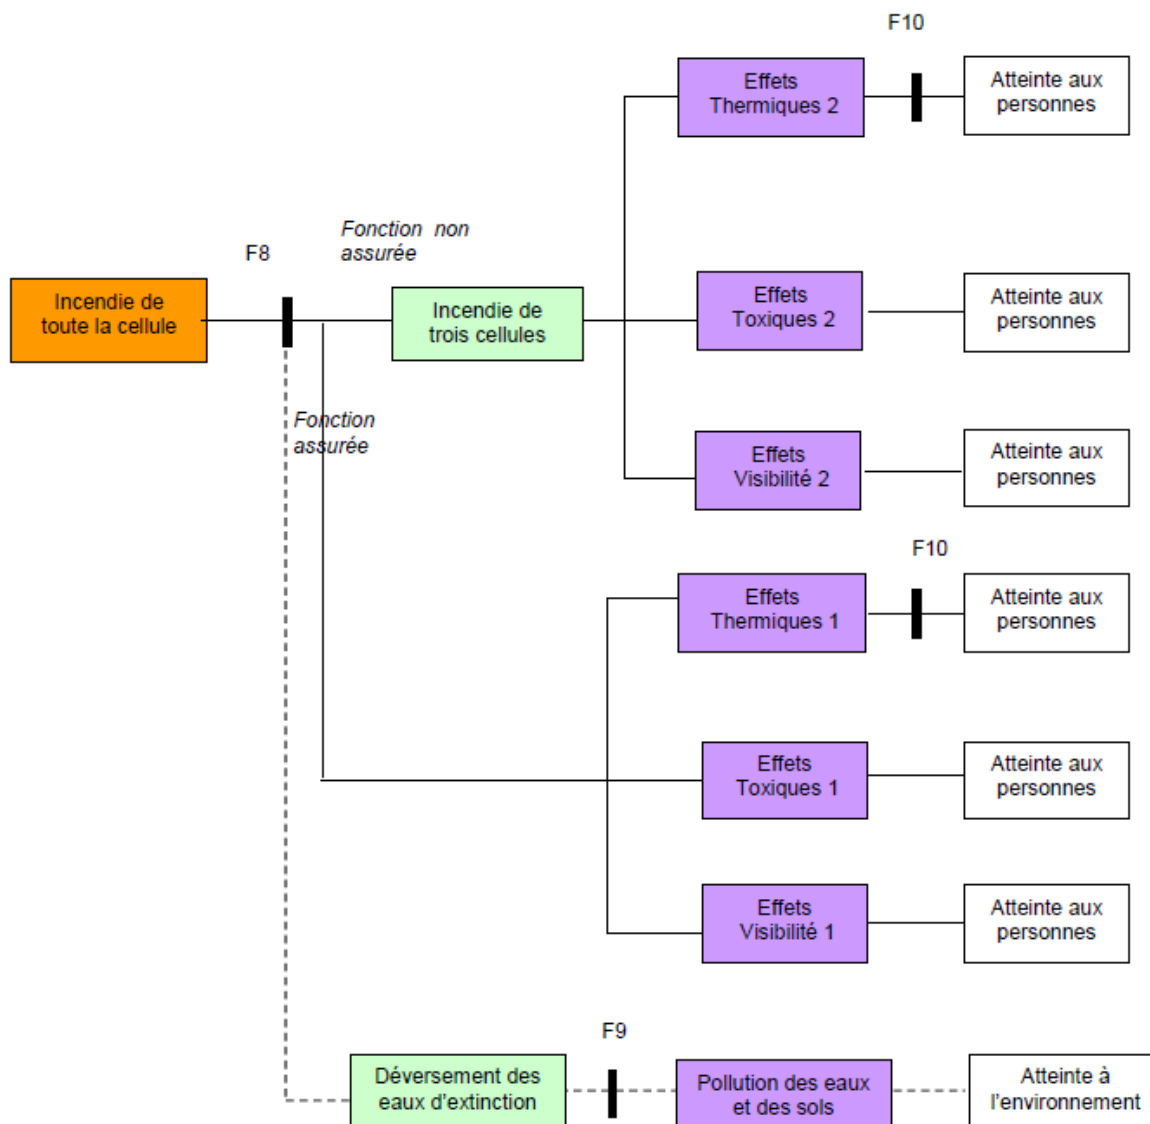 F10
Effets
Thermiques 2
Atteinte aux
personnes
Fonction non
assurée
F8
Incendie de
toute la cellule
Incendie de
trois cellules
Effets
Toxiques 2
Atteinte aux
personnes
Fonction
assurée
Effets
Visibilité 2
Atteinte aux
personnes
F10
Effets
Thermiques 1
Atteinte aux
personnes
Effets
Toxiques 1
Atteinte aux
personnes
Effets
Visibilité 1
Atteinte aux
personnes
F9
Déversement des
eaux d'extinction
Pollution des eaux
et des sols
Atteinte à
l'environnement